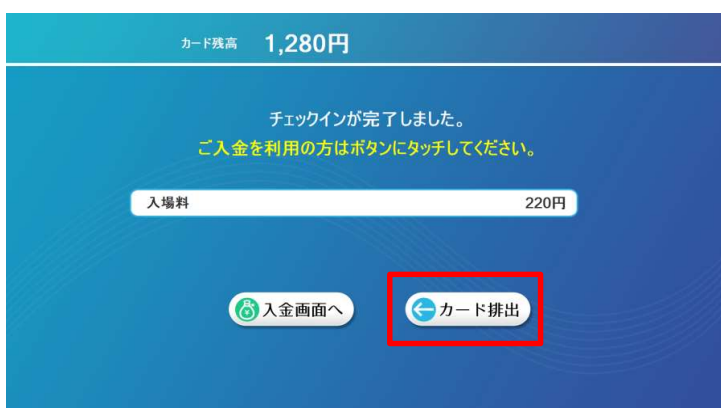 カード残高 1,280円
チェックインが完了しました。
ご入金を利用の方はボタンにタッチしてください。
入場料 220円
入金画面へ カード排出